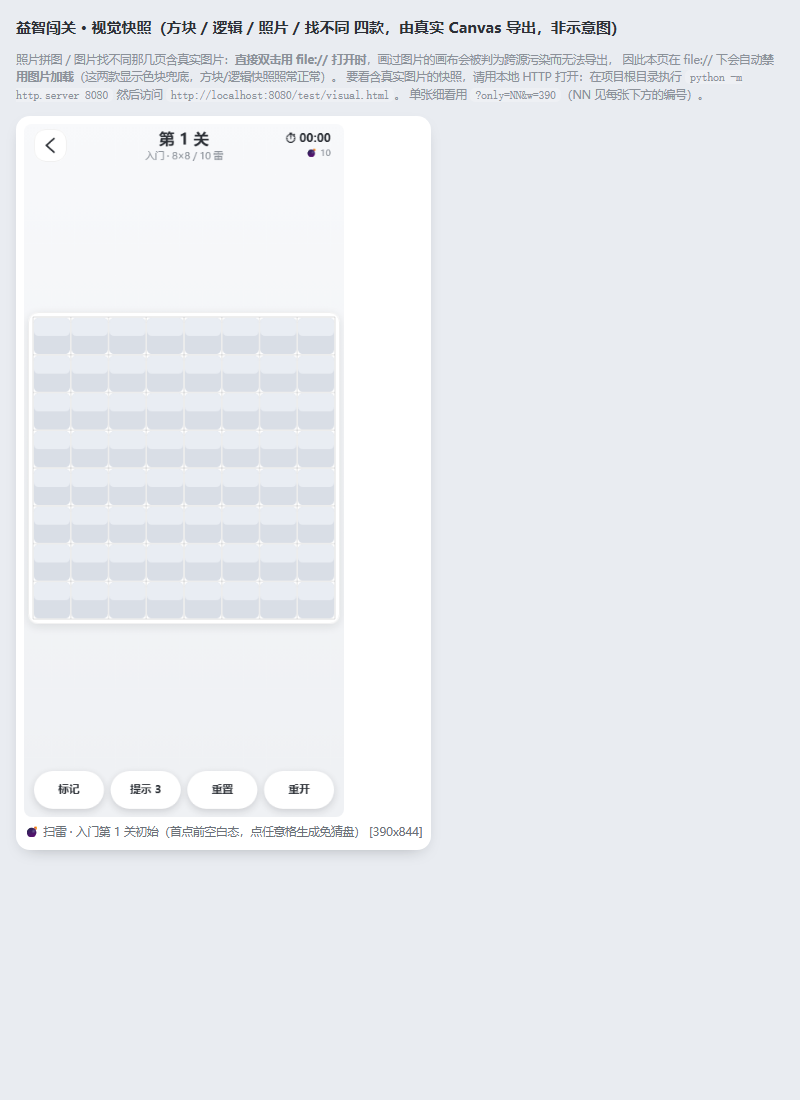 益智闯关 · 视觉快照（方块 / 逻辑 / 照片 / 找不同 四款，由真实 Canvas 导出，非示意图）
照片拼图 / 图片找不同那几页含真实图片：直接双击用 file:// 打开时，画过图片的画布会被判为跨源污染而无法导出， 因此本页在 file:// 下会自动禁
用图片加载（这两款显示色块兜底，方块/逻辑快照照常正常）。 要看含真实图片的快照，请用本地 HTTP 打开：在项目根目录执行 python -m
http.server 8080 然后访问 http://localhost:8080/test/visual.html 。 单张细看用 ?only=NN&w=390 （NN 见每张下方的编号）。
第 1 关
⏱ 00:00
入门 · 8×8 / 10 雷
💣 10
标记
提示 3
重置
重开
💣 扫雷 · 入门第 1 关初始（首点前空白态，点任意格生成免猜盘） [390x844]